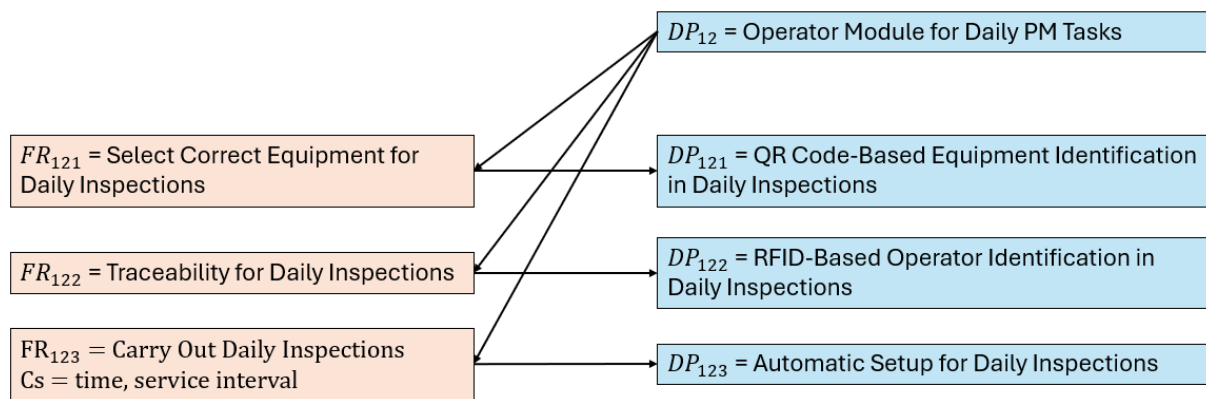 DP₁₂ = Operator Module for Daily PM Tasks
FR₁₂₁ = Select Correct Equipment for
Daily Inspections
DP₁₂₁ = QR Code-Based Equipment Identification
in Daily Inspections
FR₁₂₂ = Traceability for Daily Inspections
DP₁₂₂ = RFID-Based Operator Identification in
Daily Inspections
FR₁₂₃ = Carry Out Daily Inspections
Cs = time, service interval
DP₁₂₃ = Automatic Setup for Daily Inspections